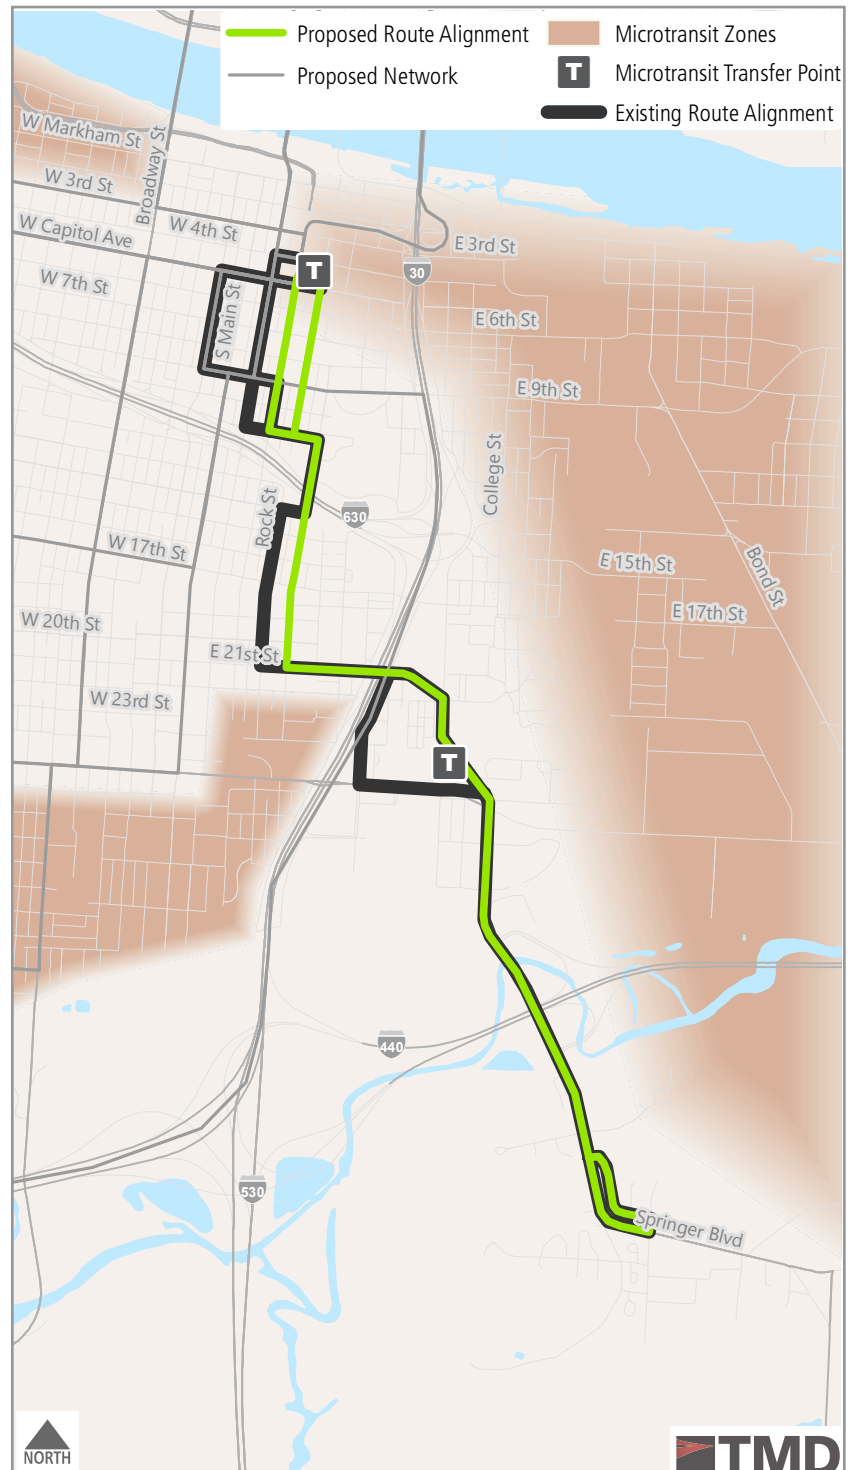 Proposed Route Alignment
Microtransit Zones
Proposed Network
T
Microtransit Transfer Point
Existing Route Alignment
W Markham St
Broadway St
W 3rd St
W 4th St
W Capitol Ave
E 3rd St
T
30
W 7th St
S Main St
E 6th St
E 9th St
College St
Rock St
630
W 17th St
E 15th St
Bond St
W 20th St
E 17th St
E 21st St
W 23rd St
T
440
530
Springer Blvd
NORTH
TMD